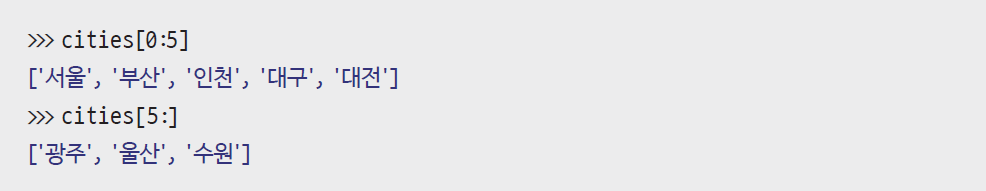 >>> cities[0:5]
['서울', '부산', '인천', '대구', '대전']
>>> cities[5:]
['광주', '울산', '수원']